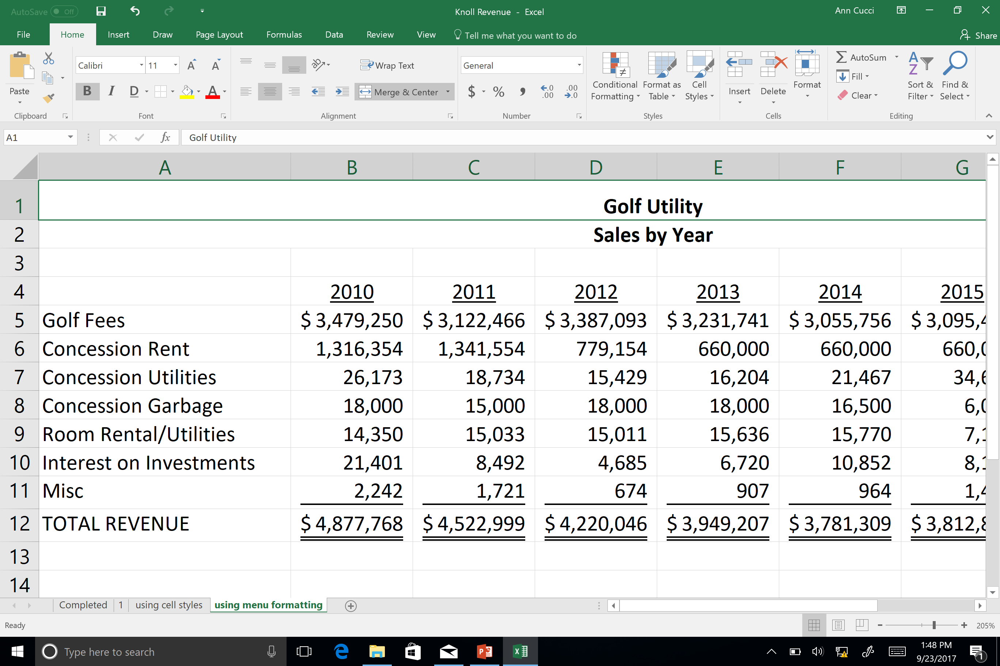 AutoSave Off
Knoll Revenue - Excel
Ann Cucci
File Home Insert Draw Page Layout Formulas Data Review View Tell me what you want to do Share
Paste
Clipboard
Calibri 11
B I D A
Font
Wrap Text
Merge & Center
Alignment
General
$ % ,
Number
Conditional Formatting
Format as Table
Cell Styles
Styles
Insert
Delete
Format
Cells
AutoSum
Fill
Clear
Sort & Filter
Find & Select
Editing
A1 fx Golf Utility
A B C D E F G
1 Golf Utility
2 Sales by Year
3
4 2010 2011 2012 2013 2014 2015
5 Golf Fees $ 3,479,250 $ 3,122,466 $ 3,387,093 $ 3,231,741 $ 3,055,756 $ 3,095,4
6 Concession Rent 1,316,354 1,341,554 779,154 660,000 660,000 660,0
7 Concession Utilities 26,173 18,734 15,429 16,204 21,467 34,6
8 Concession Garbage 18,000 15,000 18,000 18,000 16,500 6,0
9 Room Rental/Utilities 14,350 15,033 15,011 15,636 15,770 7,1
10 Interest on Investments 21,401 8,492 4,685 6,720 10,852 8,1
11 Misc 2,242 1,721 674 907 964 1,4
12 TOTAL REVENUE $ 4,877,768 $ 4,522,999 $ 4,220,046 $ 3,949,207 $ 3,781,309 $ 3,812,8
13
14
Completed 1 using cell styles using menu formatting
Ready 205%
Type here to search
1:48 PM
9/23/2017
1